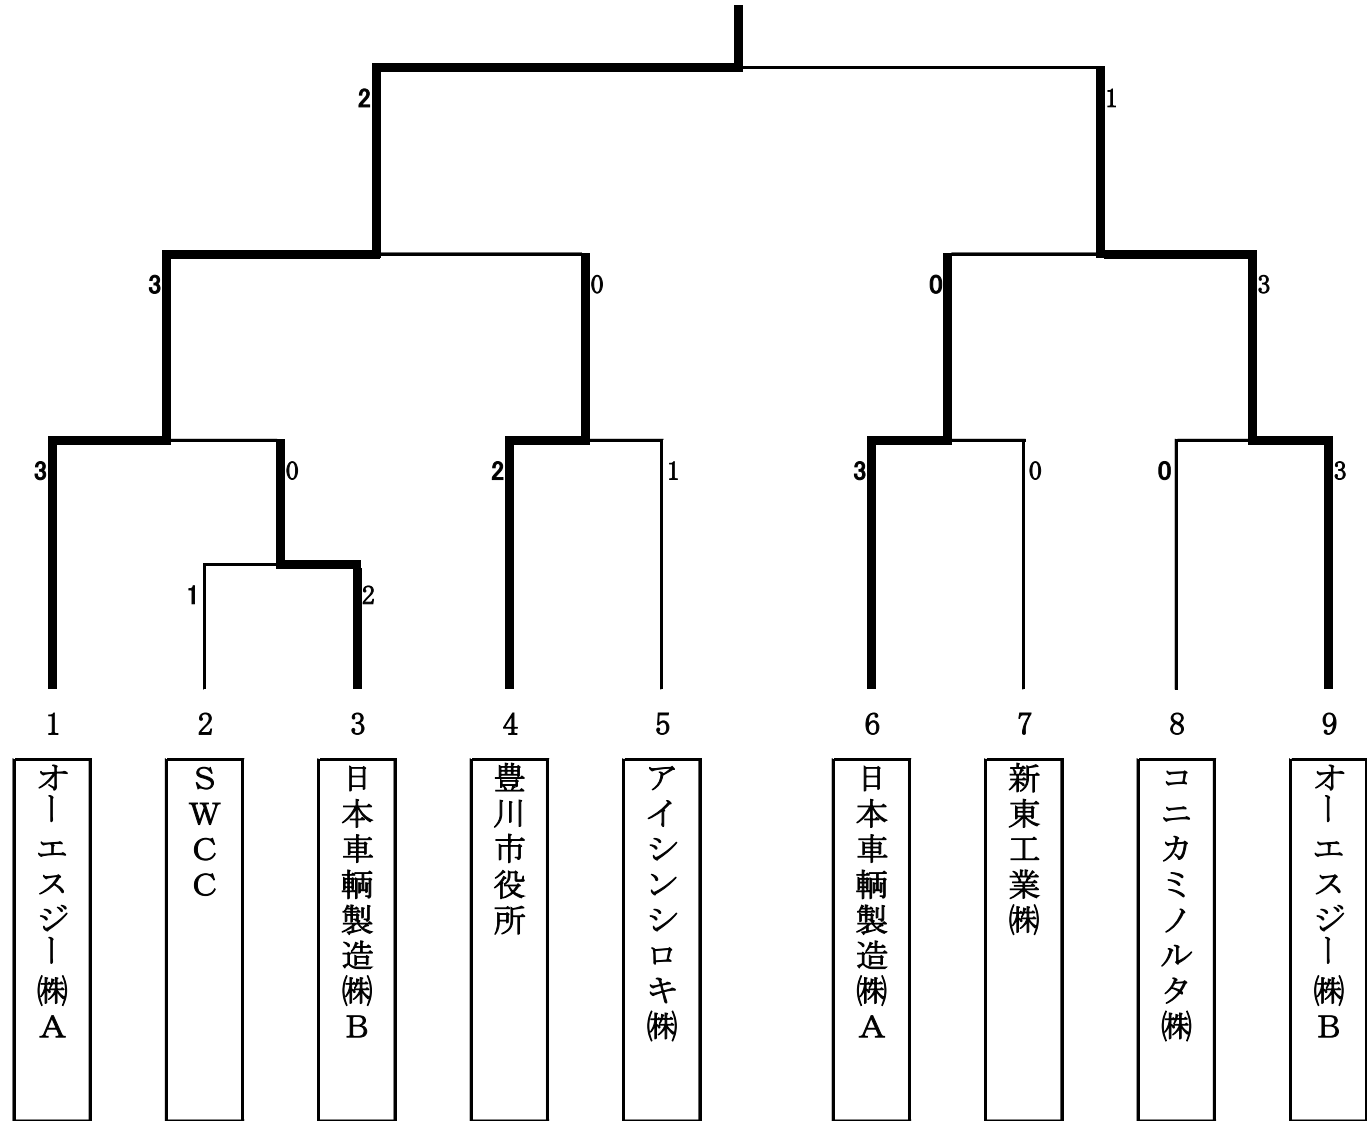 2 1
3 0 0 3
3 0 2 1 3 0 0 3
1 2
1 2 3 4 5 6 7 8 9
オーエスジー㈱A
SWCC
日本車輌製造㈱B
豊川市役所
アイシンシロキ㈱
日本車輌製造㈱A
新東工業㈱
コニカミノルタ㈱
オーエスジー㈱B